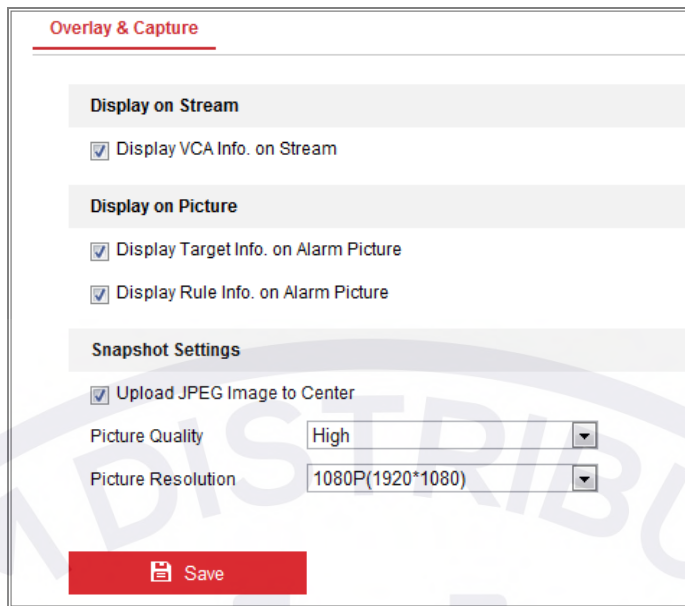 Overlay & Capture
Display on Stream
Display VCA Info. on Stream
Display on Picture
Display Target Info. on Alarm Picture
Display Rule Info. on Alarm Picture
Snapshot Settings
Upload JPEG Image to Center
Picture Quality High
Picture Resolution 1080P(1920*1080)
Save